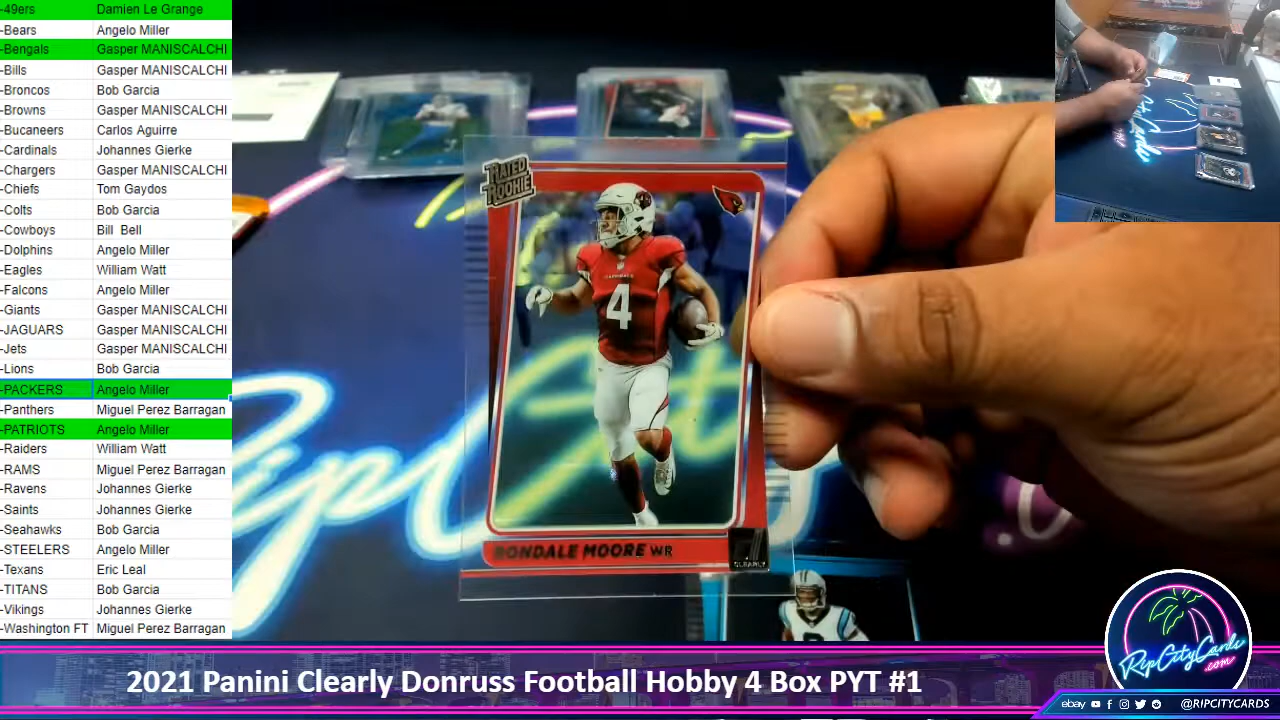 -49ers Damien Le Grange
-Bears Angelo Miller
-Bengals Gasper MANISCALCHI
-Bills Gasper MANISCALCHI
-Broncos Bob Garcia
-Browns Gasper MANISCALCHI
-Bucaneers Carlos Aguirre
-Cardinals Johannes Gierke
-Chargers Gasper MANISCALCHI
-Chiefs Tom Gaydos
-Colts Bob Garcia
-Cowboys Bill Bell
-Dolphins Angelo Miller
-Eagles William Watt
-Falcons Angelo Miller
-Giants Gasper MANISCALCHI
-JAGUARS Gasper MANISCALCHI
-Jets Gasper MANISCALCHI
-Lions Bob Garcia
-PACKERS Angelo Miller
-Panthers Miguel Perez Barragan
-PATRIOTS Angelo Miller
-Raiders William Watt
-RAMS Miguel Perez Barragan
-Ravens Johannes Gierke
-Saints Johannes Gierke
-Seahawks Bob Garcia
-STEELERS Angelo Miller
-Texans Eric Leal
-TITANS Bob Garcia
-Vikings Johannes Gierke
-Washington FT Miguel Perez Barragan
RATED
ROOKIE
CARDINALS
4
RONDALE MOORE WR
CLEARLY
RipCityCards
.com
2021 Panini Clearly Donruss Football Hobby 4 Box PYT #1
ebay @RIPCITYCARDS